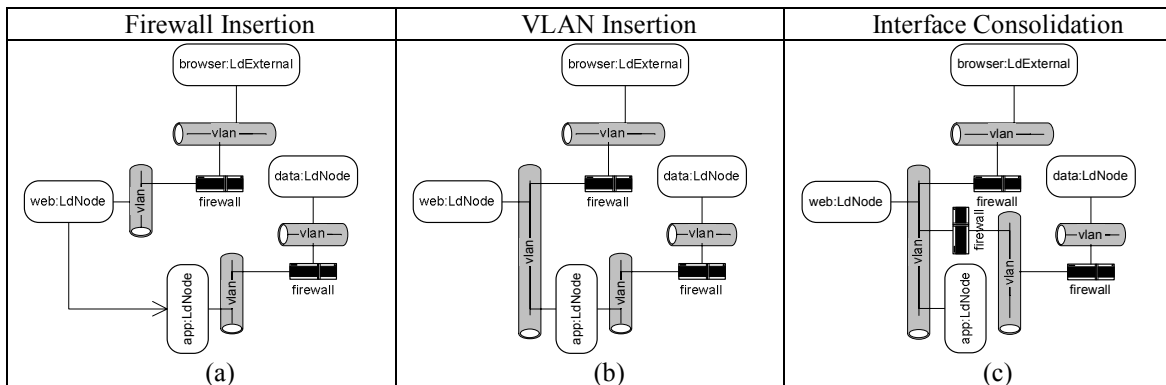 Firewall Insertion
VLAN Insertion
Interface Consolidation
browser:LdExternal
vlan
data:LdNode
web:LdNode
vlan
firewall
vlan
app:LdNode
vlan
firewall
(a)
browser:LdExternal
vlan
data:LdNode
web:LdNode
firewall
vlan
vlan
app:LdNode
vlan
firewall
(b)
browser:LdExternal
vlan
data:LdNode
web:LdNode
firewall
firewall
vlan
vlan
vlan
app:LdNode
firewall
(c)